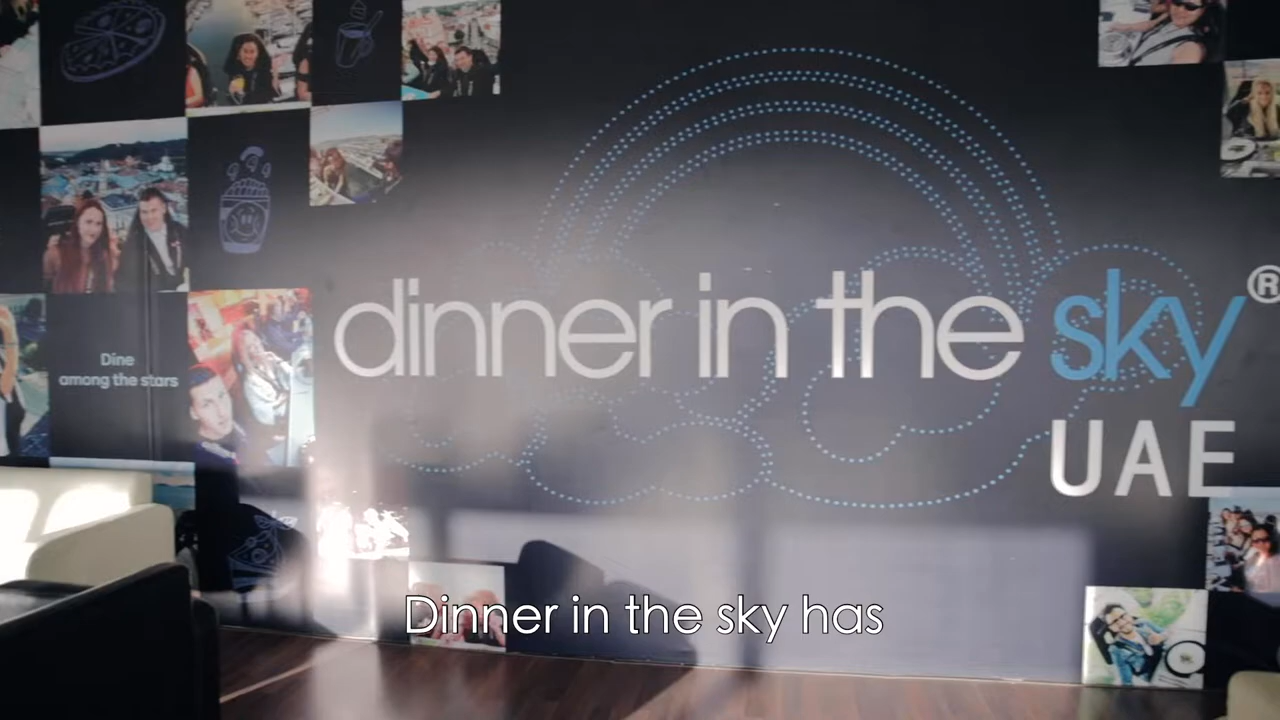 Dine
among the stars
dinner in the sky®
UAE
Dinner in the sky has